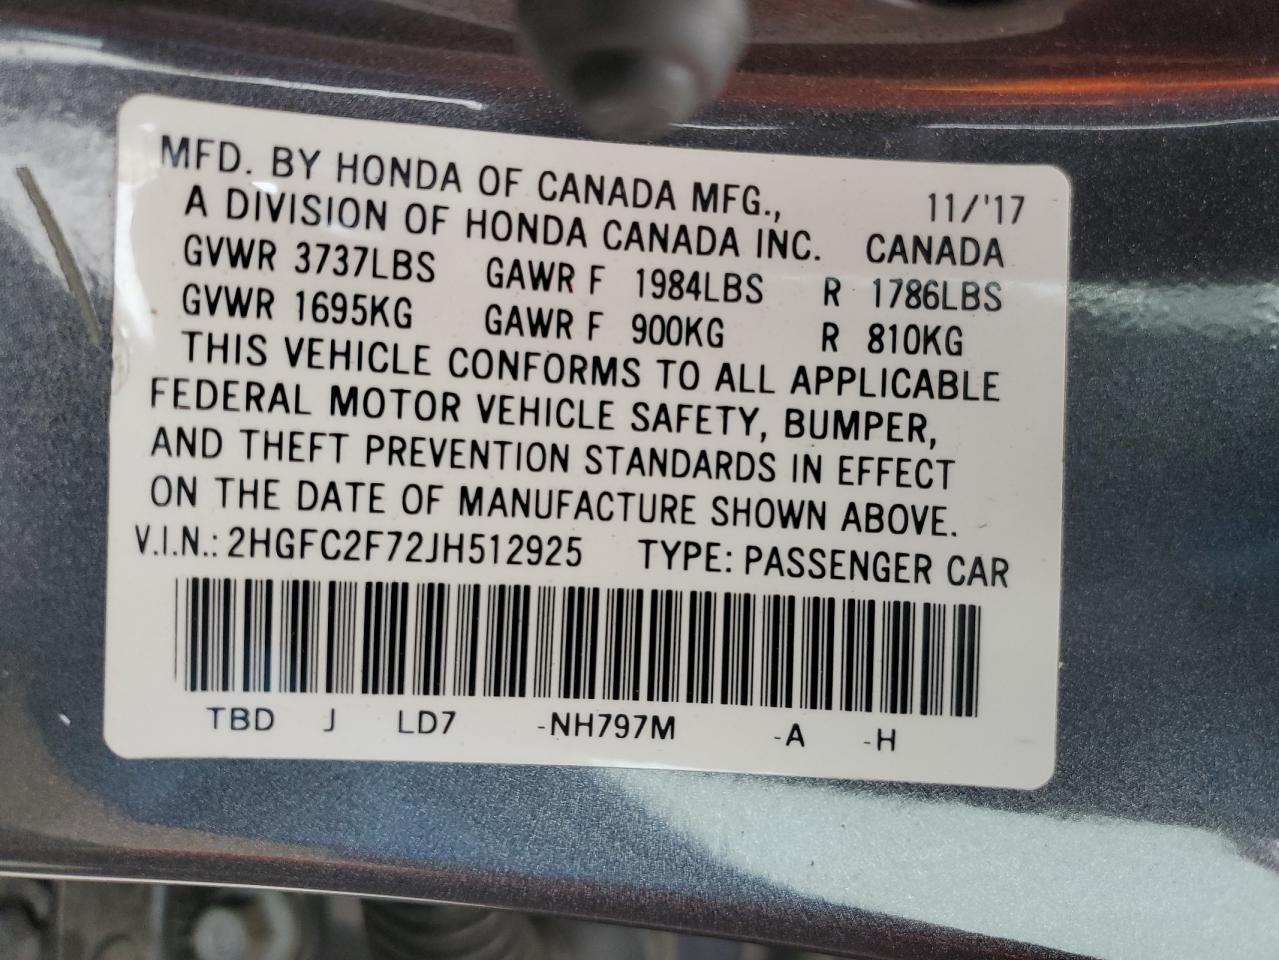 MFD. BY HONDA OF CANADA MFG., 11/'17
A DIVISION OF HONDA CANADA INC. CANADA
GVWR 3737LBS GAWR F 1984LBS R 1786LBS
GVWR 1695KG GAWR F 900KG R 810KG
THIS VEHICLE CONFORMS TO ALL APPLICABLE
FEDERAL MOTOR VEHICLE SAFETY, BUMPER,
AND THEFT PREVENTION STANDARDS IN EFFECT
ON THE DATE OF MANUFACTURE SHOWN ABOVE.
V.I.N.: 2HGFC2F72JH512925 TYPE: PASSENGER CAR
TBD J LD7 -NH797M -A -H